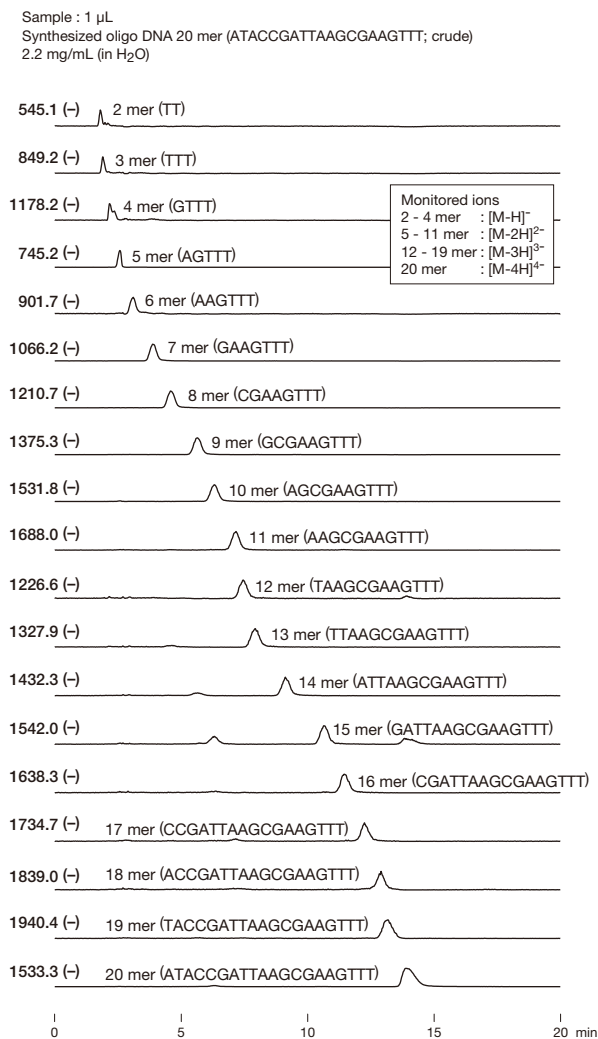 Sample : 1 µL
Synthesized oligo DNA 20 mer (ATACCGATTAAGCGAAGTTT; crude)
2.2 mg/mL (in H₂O)
545.1 (–) 2 mer (TT)
849.2 (–) 3 mer (TTT)
1178.2 (–) 4 mer (GTTT)
Monitored ions
2 - 4 mer : [M-H]⁻
5 - 11 mer : [M-2H]²⁻
12 - 19 mer : [M-3H]³⁻
20 mer : [M-4H]⁴⁻
745.2 (–) 5 mer (AGTTT)
901.7 (–) 6 mer (AAGTTT)
1066.2 (–) 7 mer (GAAGTTT)
1210.7 (–) 8 mer (CGAAGTTT)
1375.3 (–) 9 mer (GCGAAGTTT)
1531.8 (–) 10 mer (AGCGAAGTTT)
1688.0 (–) 11 mer (AAGCGAAGTTT)
1226.6 (–) 12 mer (TAAGCGAAGTTT)
1327.9 (–) 13 mer (TTAAGCGAAGTTT)
1432.3 (–) 14 mer (ATTAAGCGAAGTTT)
1542.0 (–) 15 mer (GATTAAGCGAAGTTT)
1638.3 (–) 16 mer (CGATTAAGCGAAGTTT)
1734.7 (–) 17 mer (CCGATTAAGCGAAGTTT)
1839.0 (–) 18 mer (ACCGATTAAGCGAAGTTT)
1940.4 (–) 19 mer (TACCGATTAAGCGAAGTTT)
1533.3 (–) 20 mer (ATACCGATTAAGCGAAGTTT)
0 5 10 15 20 min